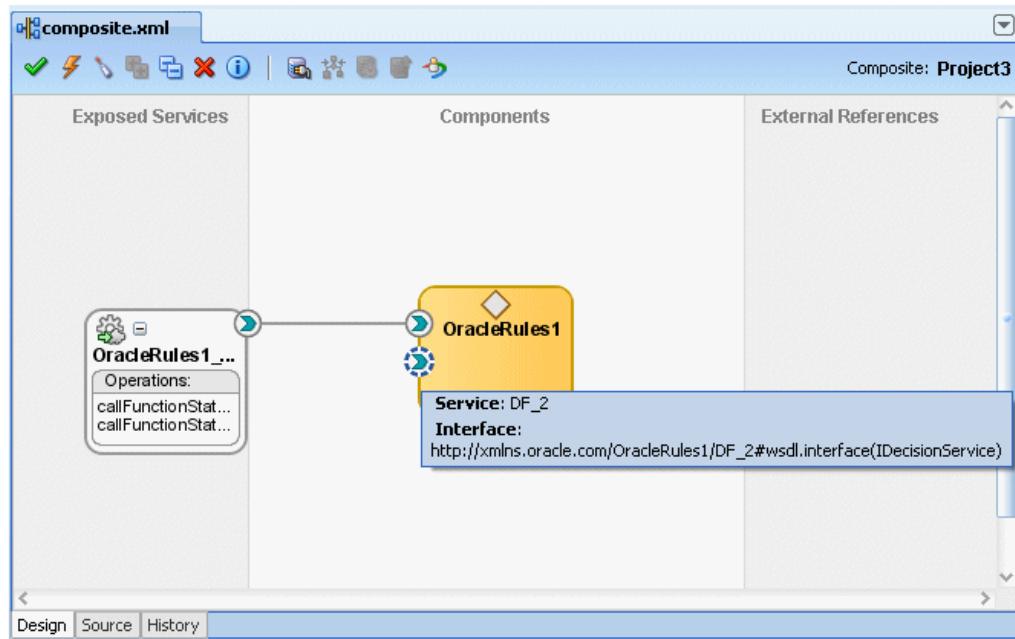 composite.xml
Composite: Project3
Exposed Services
Components
External References
OracleRules1_...
Operations:
callFunctionStat...
callFunctionStat...
OracleRules1
Service: DF_2
Interface:
http://xmlns.oracle.com/OracleRules1/DF_2#wsdl.interface(IDecisionService)
Design Source History